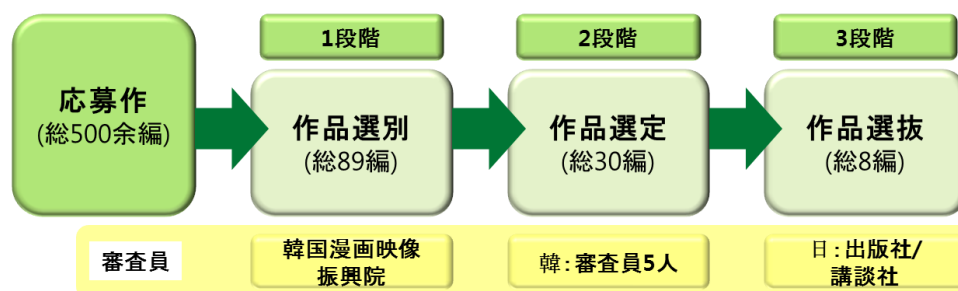 応募作
(総500余編)
1段階
作品選別
(総89編)
2段階
作品選定
(総30編)
3段階
作品選抜
(総8編)
審査員
韓国漫画映像
振興院
韓:審査員5人
日:出版社/
講談社